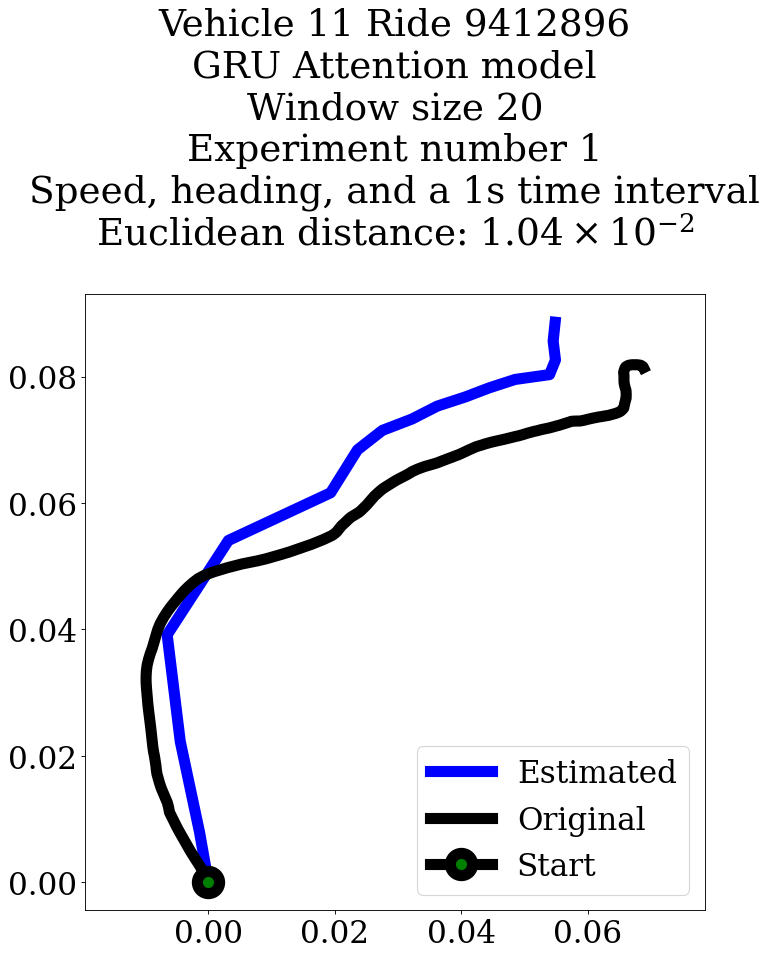 Vehicle 11 Ride 9412896
GRU Attention model
Window size 20
Experiment number 1
Speed, heading, and a 1s time interval
Euclidean distance: 1.04 × 10⁻²
0.08
0.06
0.04
0.02
0.00
0.00 0.02 0.04 0.06
Estimated
Original
Start